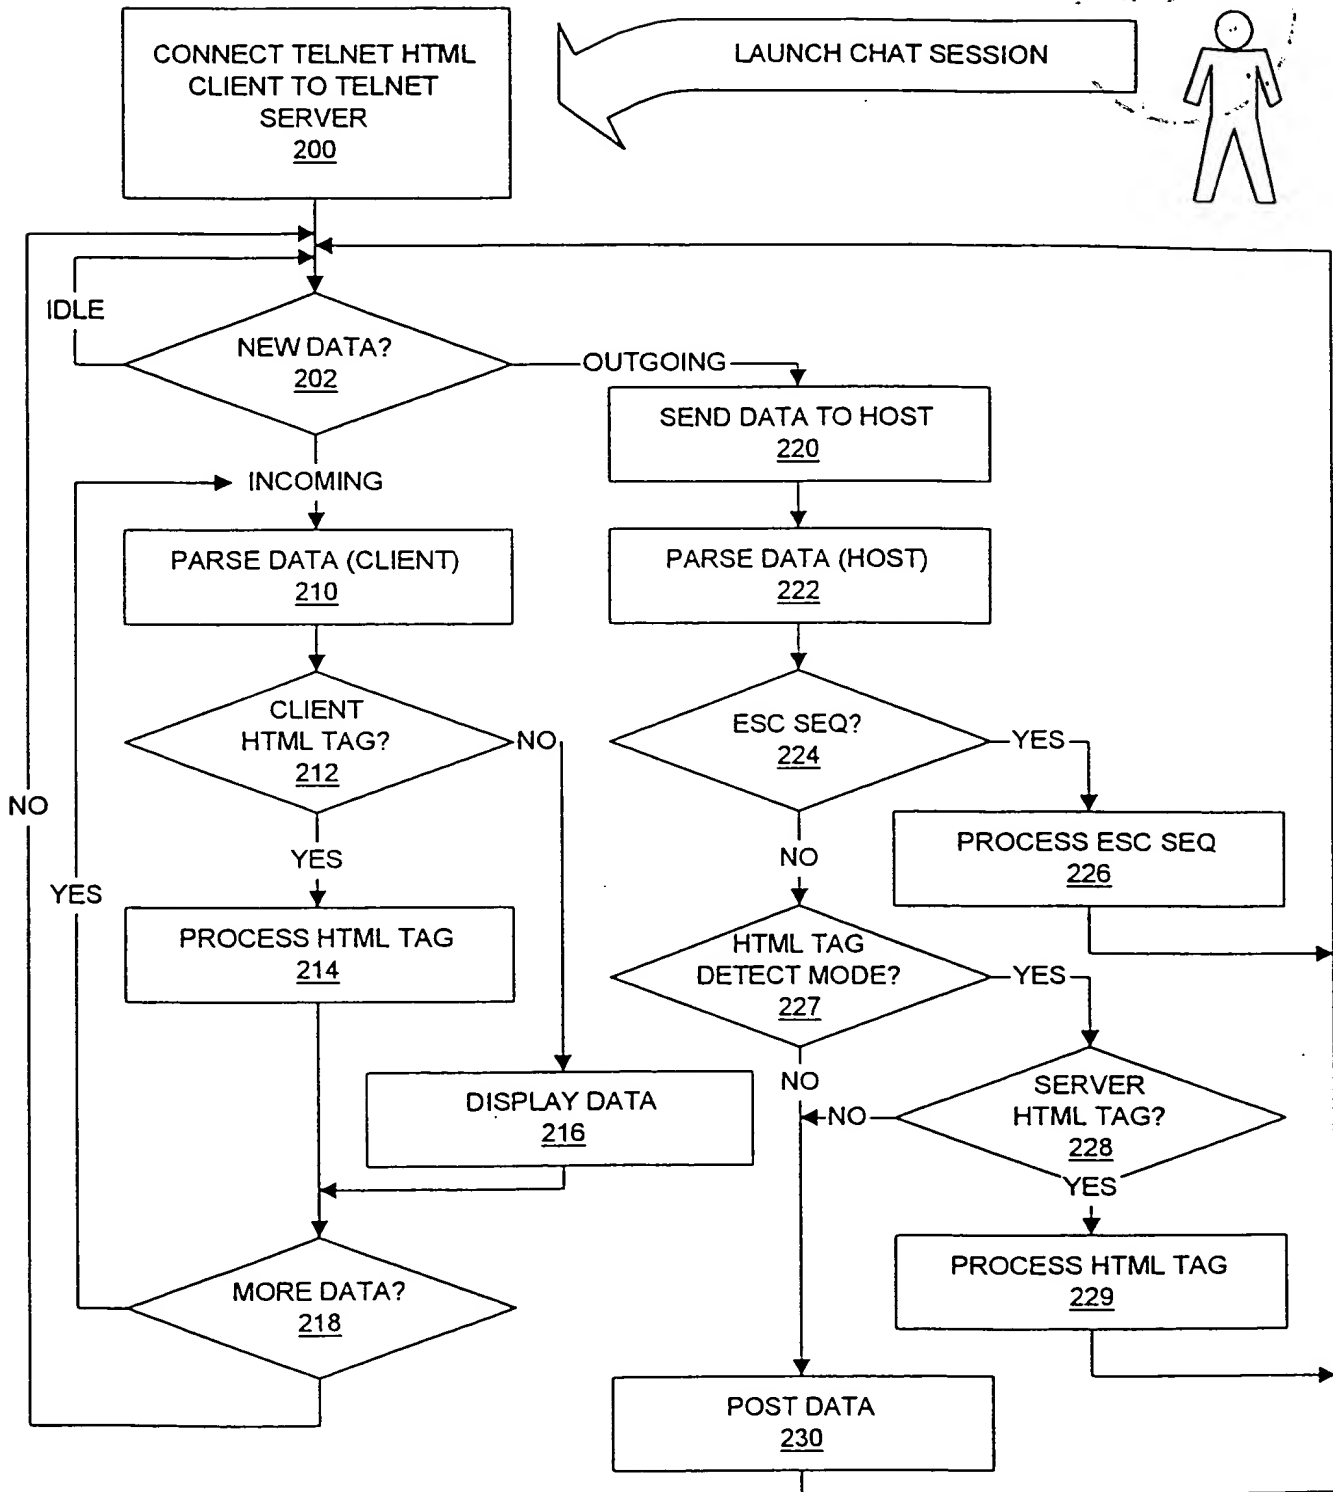 CONNECT TELNET HTML
CLIENT TO TELNET
SERVER
200
LAUNCH CHAT SESSION
IDLE
NEW DATA?
202
OUTGOING
SEND DATA TO HOST
220
INCOMING
PARSE DATA (CLIENT)
210
PARSE DATA (HOST)
222
CLIENT
HTML TAG?
212
NO
ESC SEQ?
224
YES
NO
YES
NO
PROCESS ESC SEQ
226
YES
PROCESS HTML TAG
214
HTML TAG
DETECT MODE?
227
YES
NO
DISPLAY DATA
216
SERVER
HTML TAG?
228
NO
YES
MORE DATA?
218
PROCESS HTML TAG
229
POST DATA
230